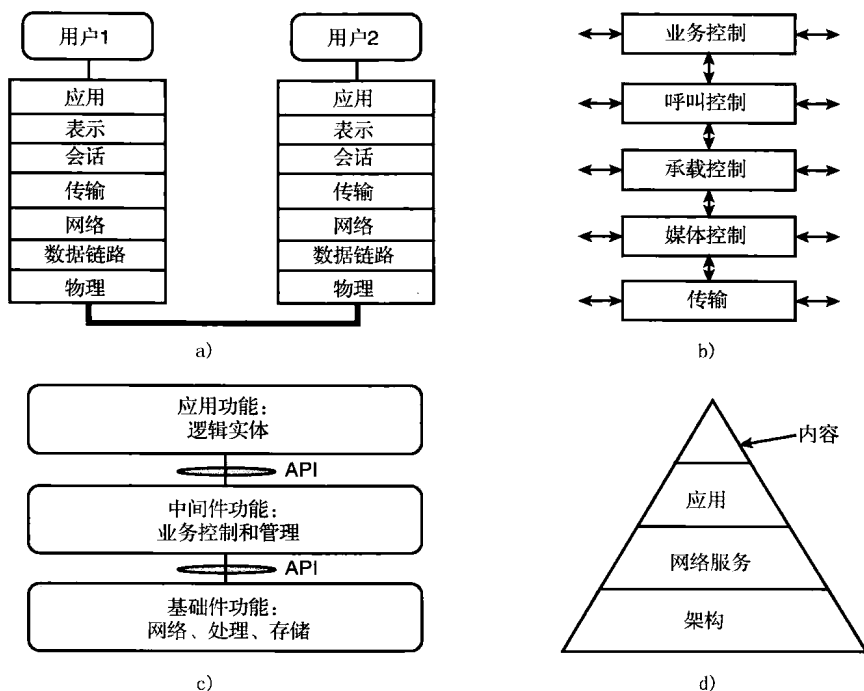 用户1
应用
表示
会话
传输
网络
数据链路
物理
用户2
应用
表示
会话
传输
网络
数据链路
物理
a)
业务控制
呼叫控制
承载控制
媒体控制
传输
b)
应用功能：
逻辑实体
API
中间件功能：
业务控制和管理
API
基础件功能：
网络、处理、存储
c)
内容
应用
网络服务
架构
d)